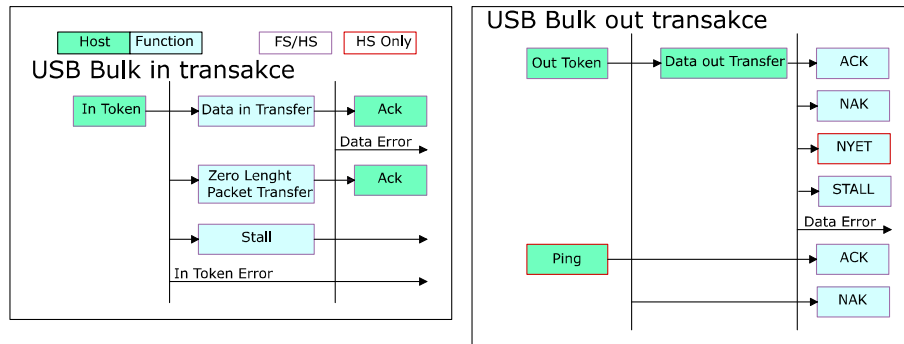 Host
Function
FS/HS
HS Only
USB Bulk in transakce
In Token
Data in Transfer
Ack
Data Error
Zero Lenght
Packet Transfer
Ack
Stall
In Token Error
USB Bulk out transakce
Out Token
Data out Transfer
ACK
NAK
NYET
STALL
Data Error
Ping
ACK
NAK